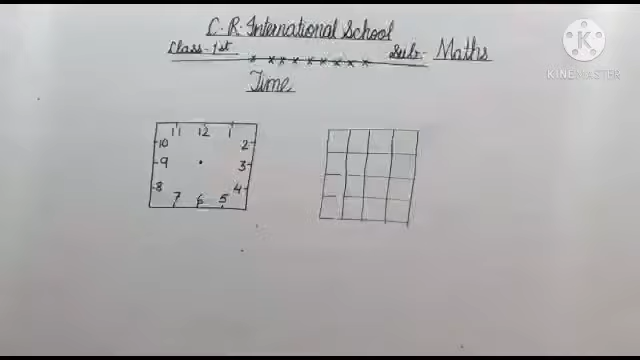 C.R. International School
Class-1st Sub- Maths
Time
11 12 1
10 2
9 3
8 4
7 6 5
KINEMASTER